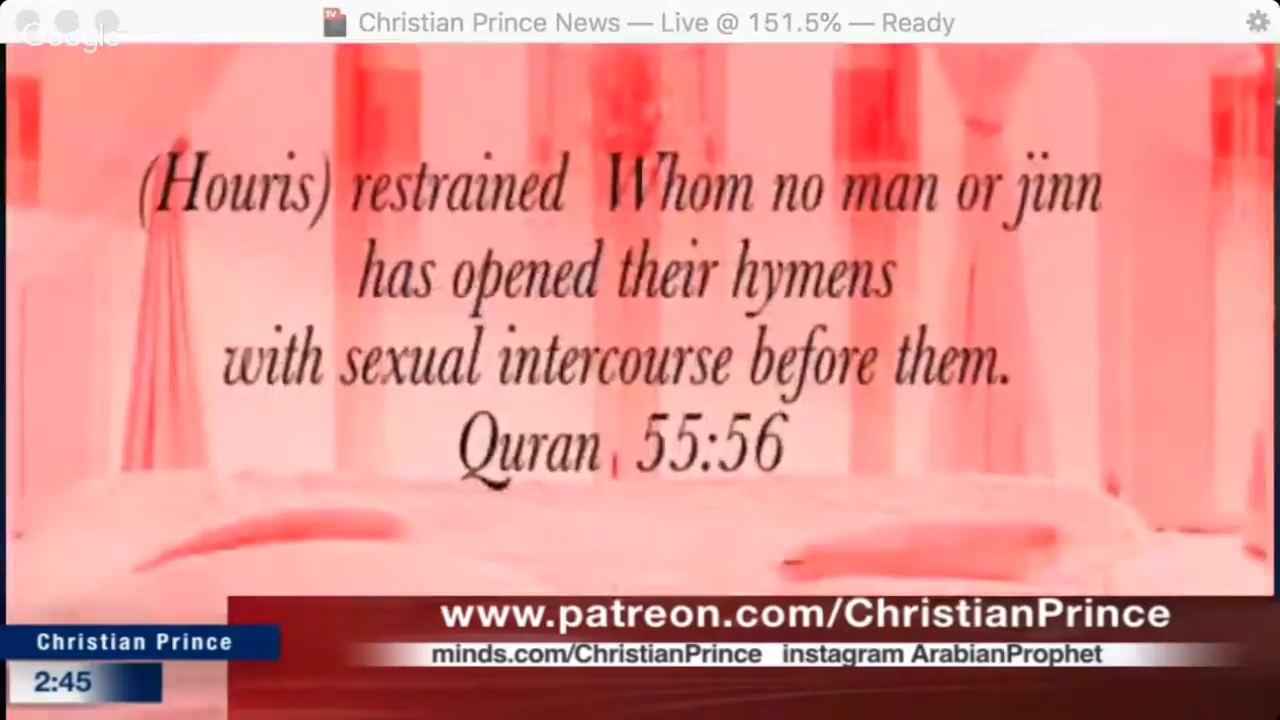 TV
Christian Prince News — Live @ 151.5% — Ready
Google
(Houris) restrained Whom no man or jinn
has opened their hymens
with sexual intercourse before them.
Quran, 55:56
www.patreon.com/ChristianPrince
Christian Prince
minds.com/ChristianPrince instagram ArabianProphet
2:45